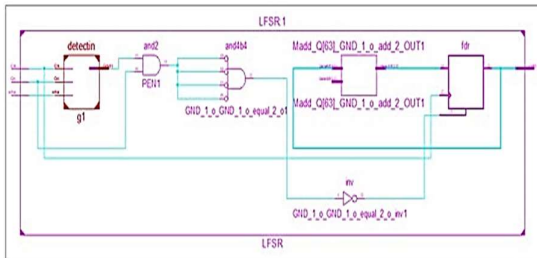 LFSR:1
detectin
and2
and4b4
Madd_Q[63]_GND_1_o_add_2_OUT1
fdr
PEN1
Madd_Q[63]_GND_1_o_add_2_OUT1
g1
GND_1_o_GND_1_o_equal_2_o1
inv
GND_1_o_GND_1_o_equal_2_o_inv1
LFSR